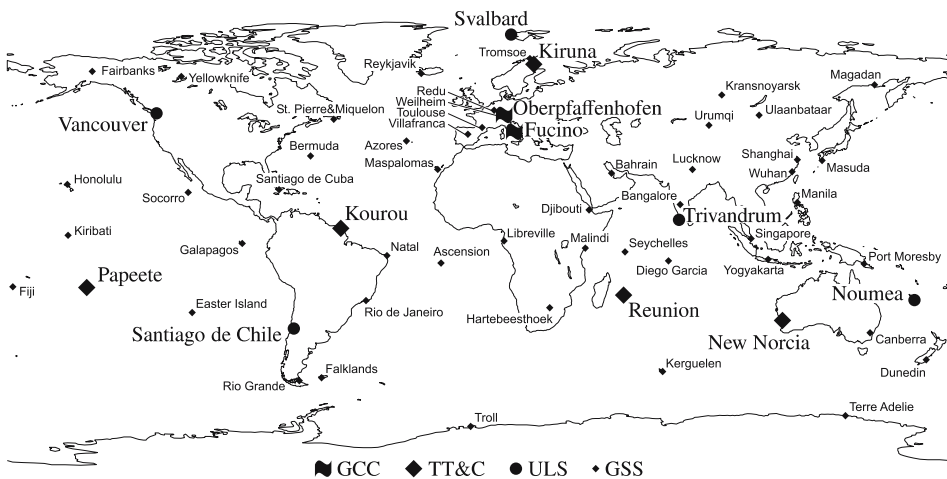 Svalbard
Tromsoe
Kiruna
Reykjavik
Fairbanks
Yellowknife
Magadan
Redu
Weilheim
Toulouse
Villafranca
Oberpfaffenhofen
Fucino
Kransnoyarsk
Ulaanbataar
Urumqi
St. Pierre&Miquelon
Vancouver
Bermuda
Azores
Maspalomas
Bahrain
Lucknow
Shanghai
Wuhan
Masuda
Honolulu
Socorro
Santiago de Cuba
Bangalore
Manila
Djibouti
Trivandrum
Kourou
Kiribati
Galapagos
Natal
Ascension
Libreville
Malindi
Seychelles
Singapore
Diego Garcia
Yogyakarta
Port Moresby
Papeete
Fiji
Easter Island
Rio de Janeiro
Hartebeesthoek
Reunion
Noumea
Santiago de Chile
New Norcia
Canberra
Dunedin
Rio Grande
Falklands
Kerguelen
Troll
Terre Adelie
GCC TT&C ULS GSS